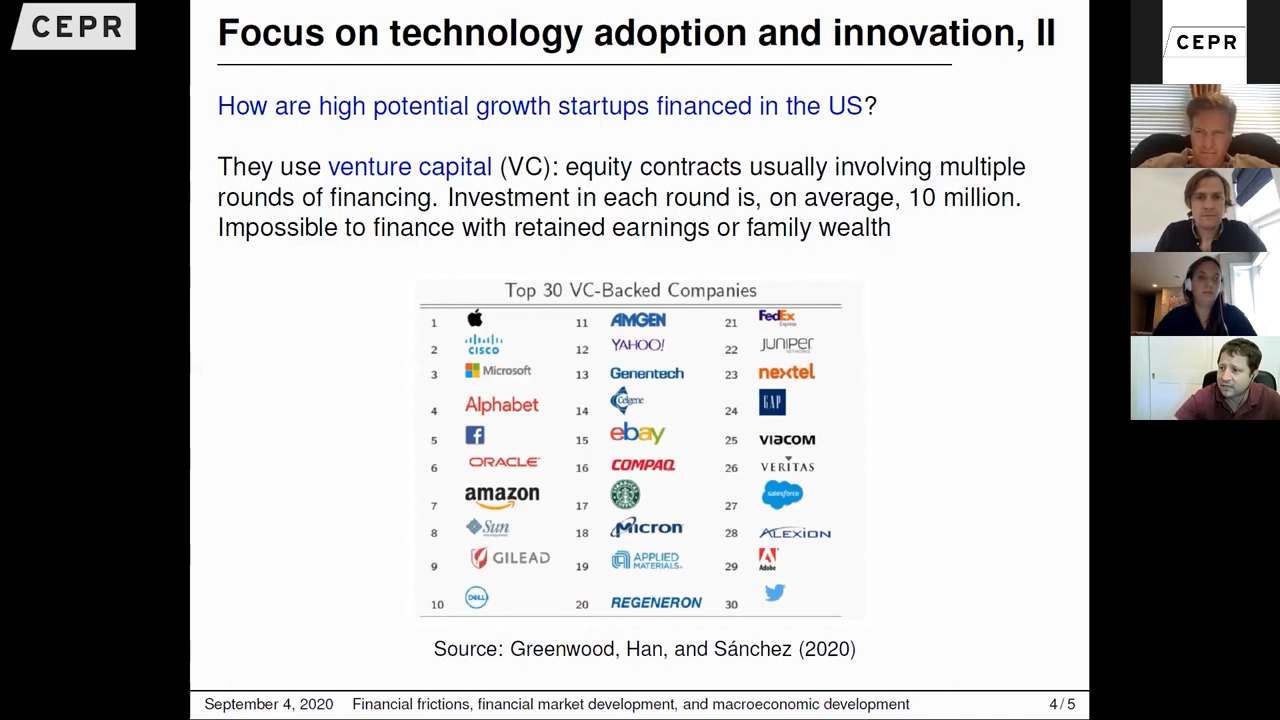 CEPR
Focus on technology adoption and innovation, II
CEPR
How are high potential growth startups financed in the US?
They use venture capital (VC): equity contracts usually involving multiple
rounds of financing. Investment in each round is, on average, 10 million.
Impossible to finance with retained earnings or family wealth
Top 30 VC-Backed Companies
1
2 CISCO
3 Microsoft
4 Alphabet
5 f
6 ORACLE
7 amazon
8 Sun
9 GILEAD
10 DELL
11 AMGEN
12 YAHOO!
13 Genentech
14 Celgene
15 ebay
16 COMPAQ
17
18 Micron
19 APPLIED
MATERIALS
20 REGENERON
21 FedEx
Express
22 JUNIPER
NETWORKS
23 nextel
24 GAP
25 VIACOM
26 VERITAS
27 salesforce
28 ALEXION
29 Adobe
30
Source: Greenwood, Han, and Sánchez (2020)
September 4, 2020 Financial frictions, financial market development, and macroeconomic development 4/5